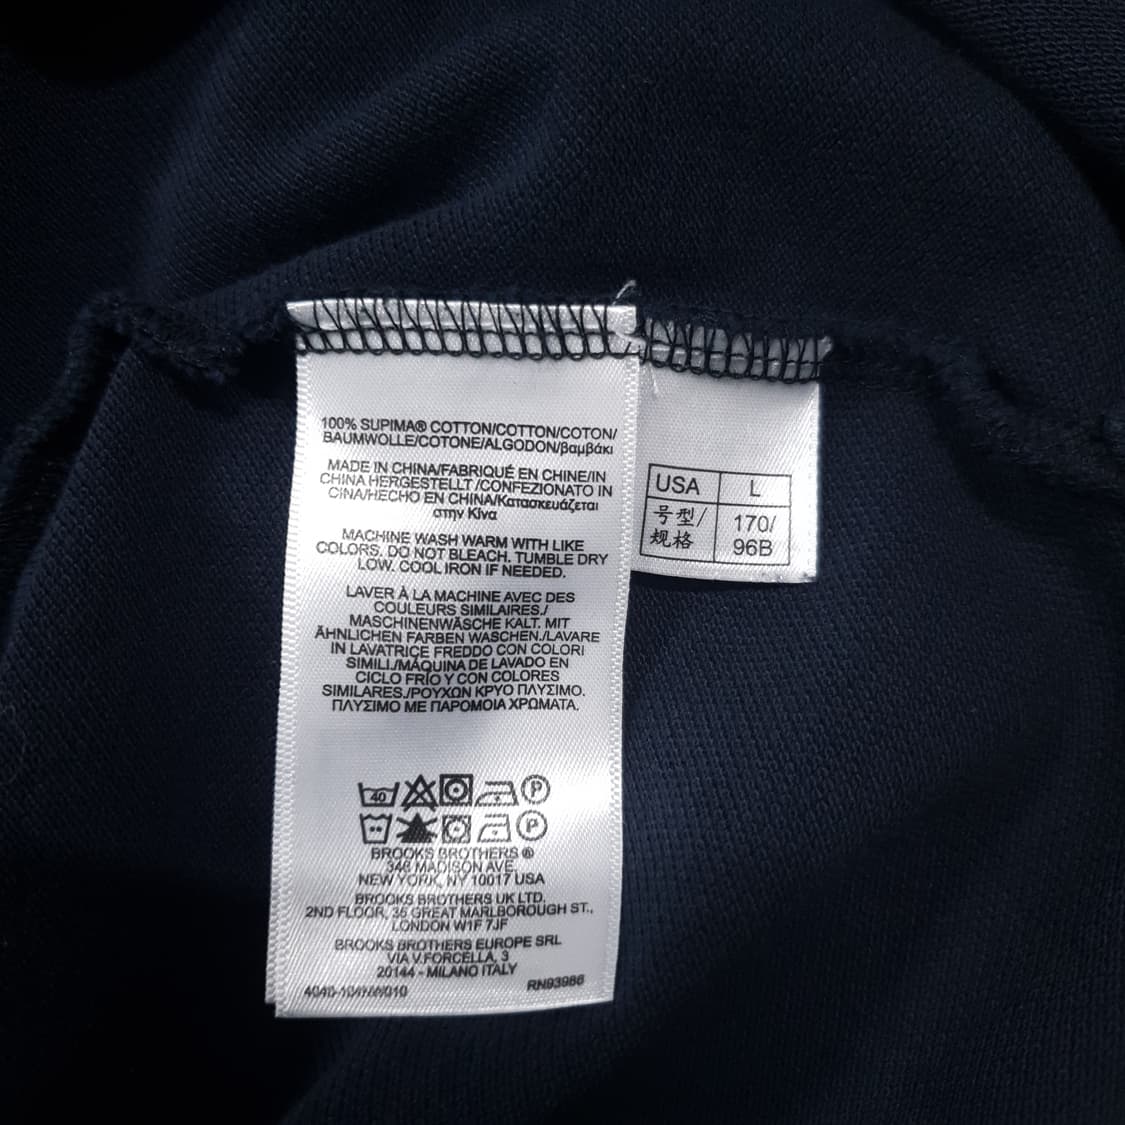 100% SUPIMA® COTTON/COTTON/COTON/
BAUMWOLLE/COTONE/ALGODON/βαμβάκι
MADE IN CHINA/FABRIQUÉ EN CHINE/IN
CHINA HERGESTELLT /CONFEZIONATO IN
CINA/HECHO EN CHINA/Κατασκευάζεται
στην Κίνα
MACHINE WASH WARM WITH LIKE
COLORS. DO NOT BLEACH. TUMBLE DRY
LOW. COOL IRON IF NEEDED.
LAVER À LA MACHINE AVEC DES
COULEURS SIMILAIRES./
MASCHINENWÄSCHE KALT. MIT
ÄHNLICHEN FARBEN WASCHEN./LAVARE
IN LAVATRICE FREDDO CON COLORI
SIMILI./MÁQUINA DE LAVADO EN
CICLO FRÍO Y CON COLORES
SIMILARES./ΡΟΥΧΩΝ ΚΡΥΟ ΠΛΥΣΙΜΟ.
ΠΛΥΣΙΜΟ ΜΕ ΠΑΡΟΜΟΙΑ ΧΡΩΜΑΤΑ.
40 P
P
BROOKS BROTHERS ®
346 MADISON AVE.
NEW YORK, NY 10017 USA
BROOKS BROTHERS UK LTD.
2ND FLOOR, 35 GREAT MARLBOROUGH ST.,
LONDON W1F 7JF
BROOKS BROTHERS EUROPE SRL
VIA V.FORCELLA, 3
20144 - MILANO ITALY
RN93986
USA L
号型/ 170/
规格 96B